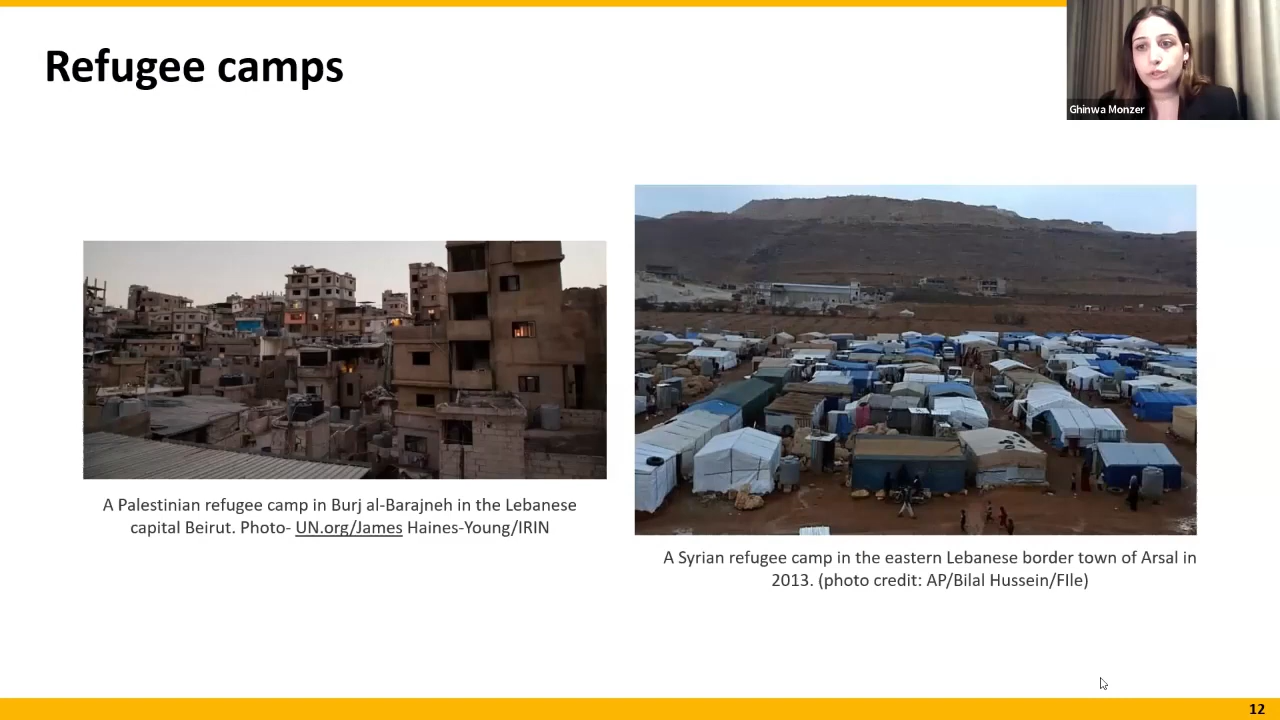 Refugee camps
Ghinwa Monzer
A Palestinian refugee camp in Burj al-Barajneh in the Lebanese
capital Beirut. Photo- UN.org/James Haines-Young/IRIN
A Syrian refugee camp in the eastern Lebanese border town of Arsal in
2013. (photo credit: AP/Bilal Hussein/FIle)
12